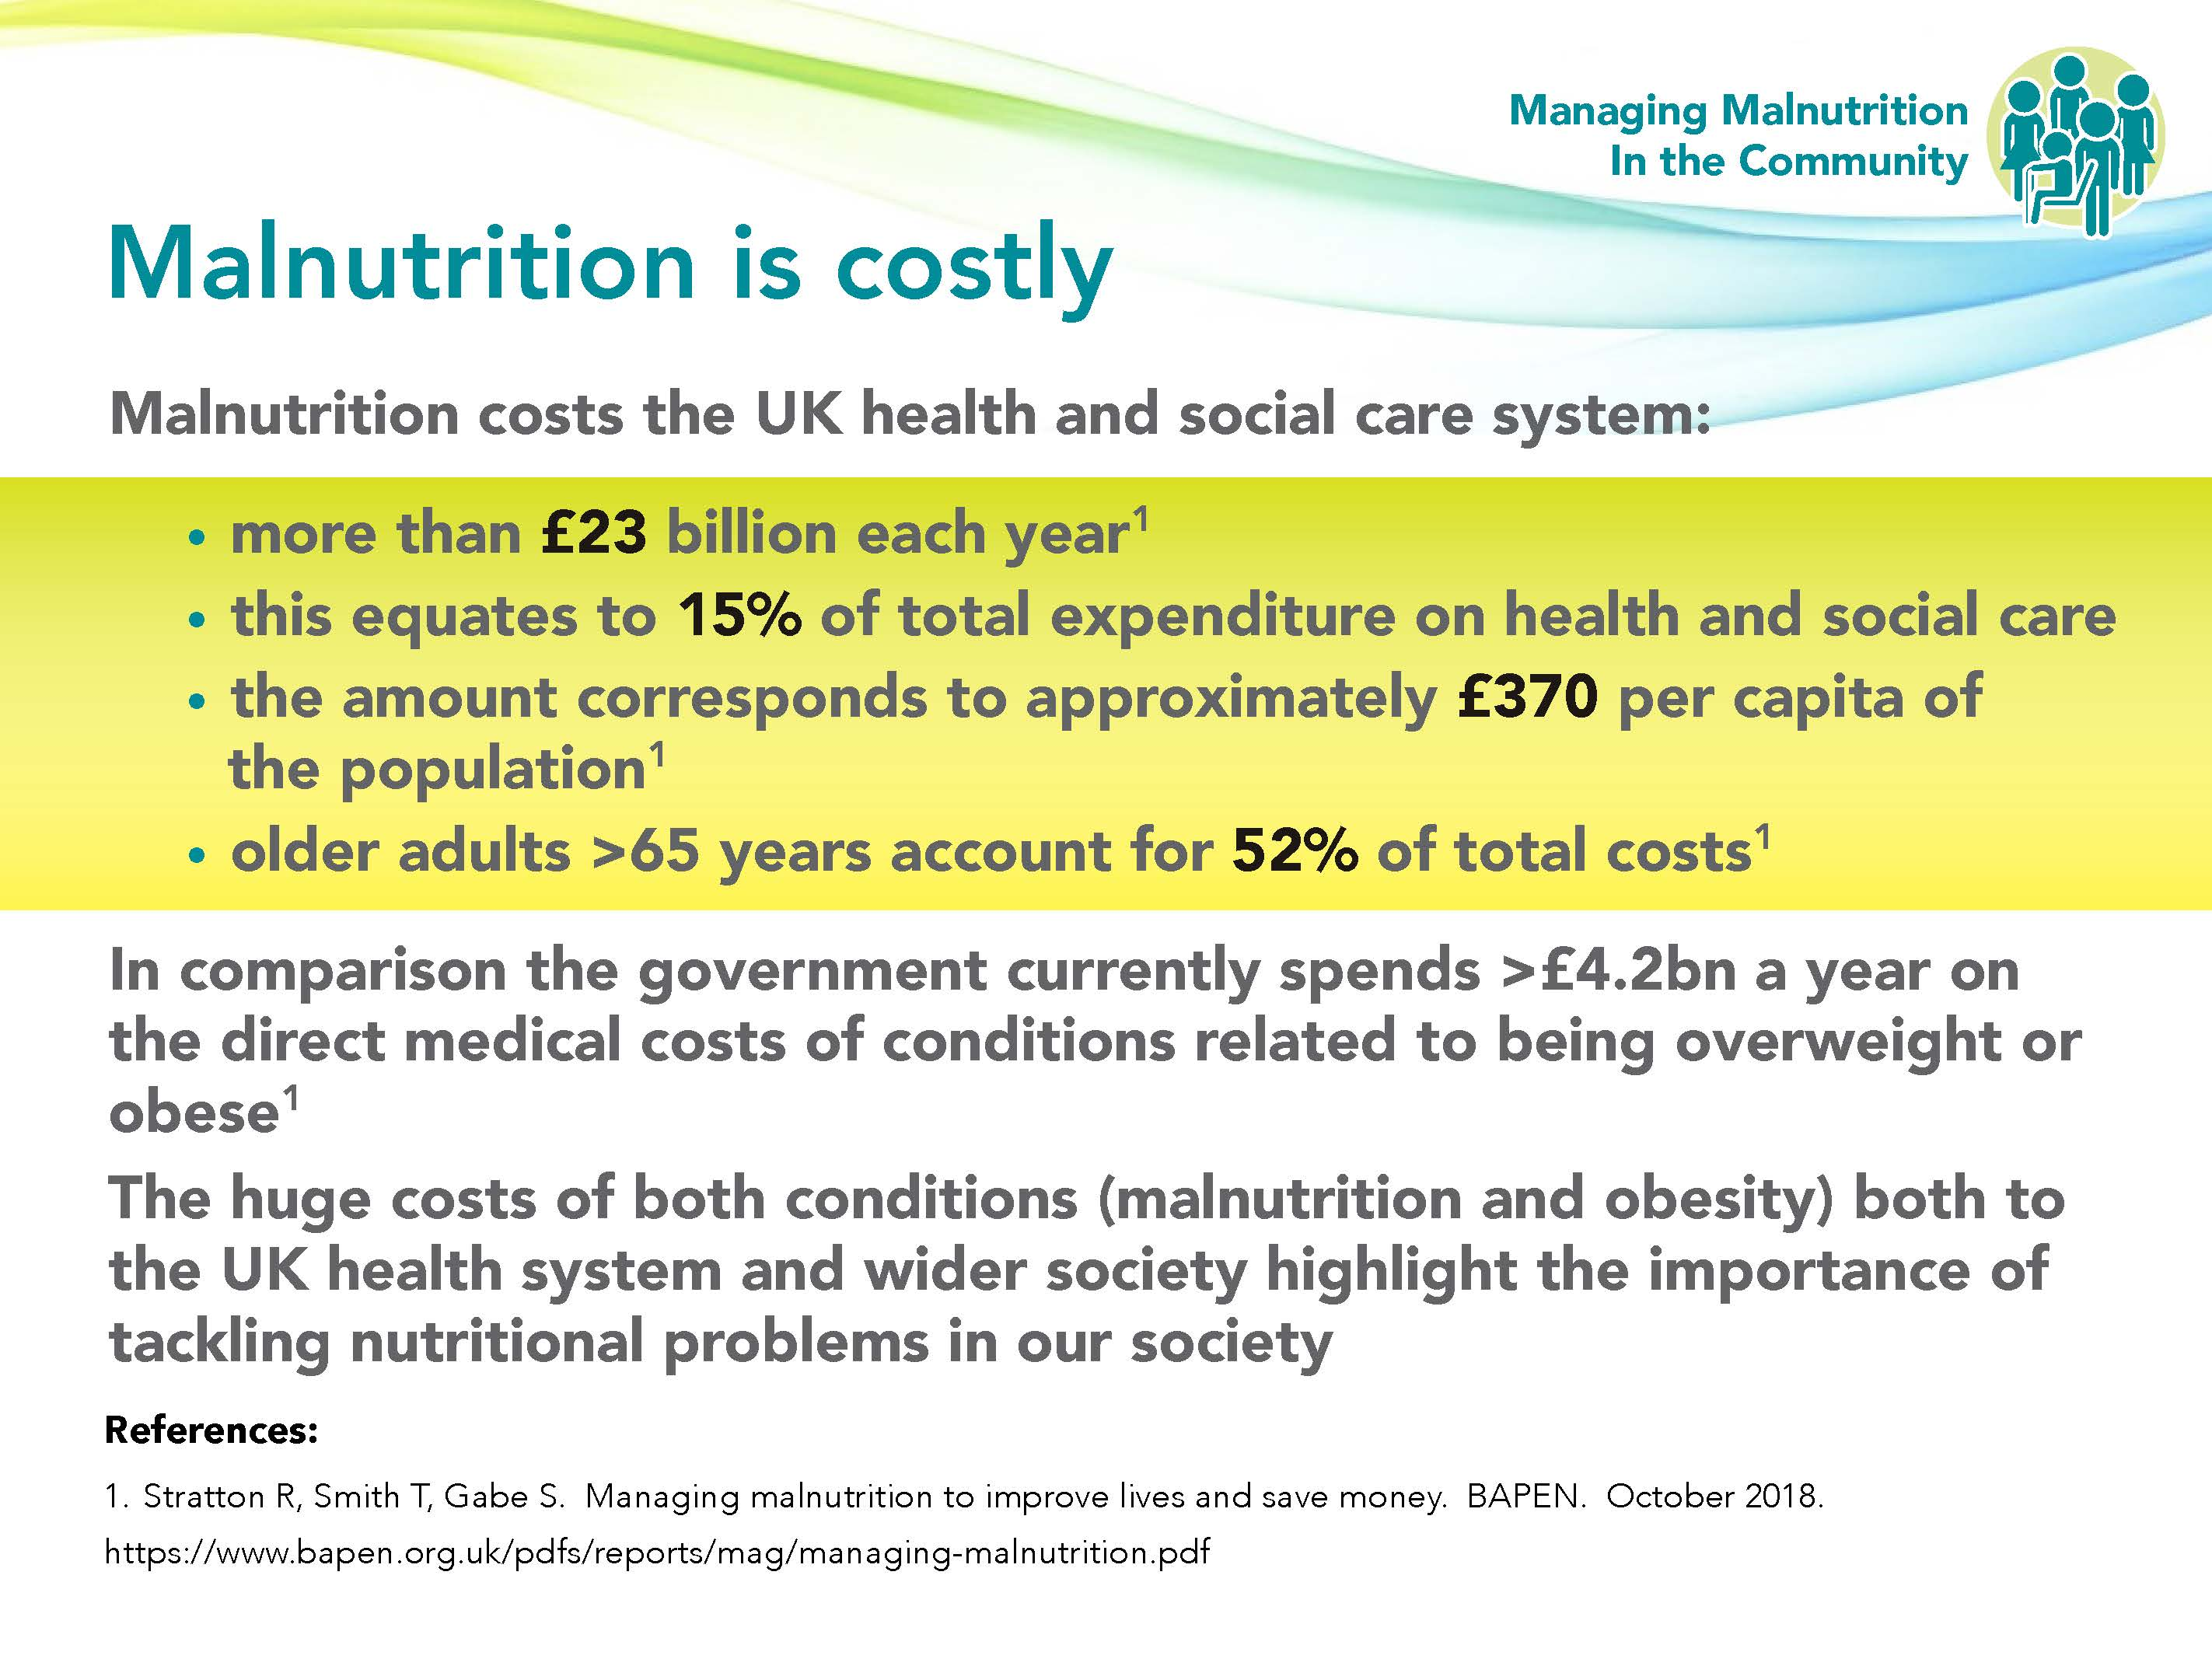 Managing Malnutrition
In the Community
Malnutrition is costly
Malnutrition costs the UK health and social care system:
• more than £23 billion each year¹
• this equates to 15% of total expenditure on health and social care
• the amount corresponds to approximately £370 per capita of
the population¹
• older adults >65 years account for 52% of total costs¹
In comparison the government currently spends >£4.2bn a year on
the direct medical costs of conditions related to being overweight or
obese¹
The huge costs of both conditions (malnutrition and obesity) both to
the UK health system and wider society highlight the importance of
tackling nutritional problems in our society
References:
1. Stratton R, Smith T, Gabe S. Managing malnutrition to improve lives and save money. BAPEN. October 2018.
https://www.bapen.org.uk/pdfs/reports/mag/managing-malnutrition.pdf